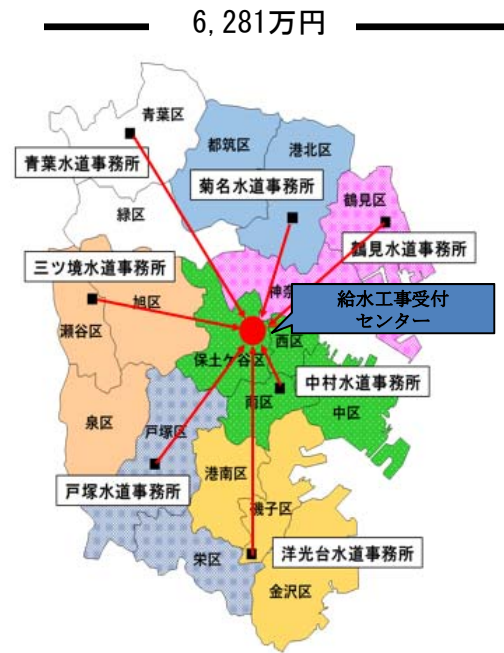 6,281万円
青葉区
都筑区
港北区
青葉水道事務所
菊名水道事務所
鶴見区
緑区
鶴見水道事務所
三ツ境水道事務所
旭区
神奈
給水工事受付
センター
瀬谷区
西区
保土ケ谷区
中村水道事務所
南区
中区
泉区
戸塚区
港南区
戸塚水道事務所
磯子区
洋光台水道事務所
栄区
金沢区